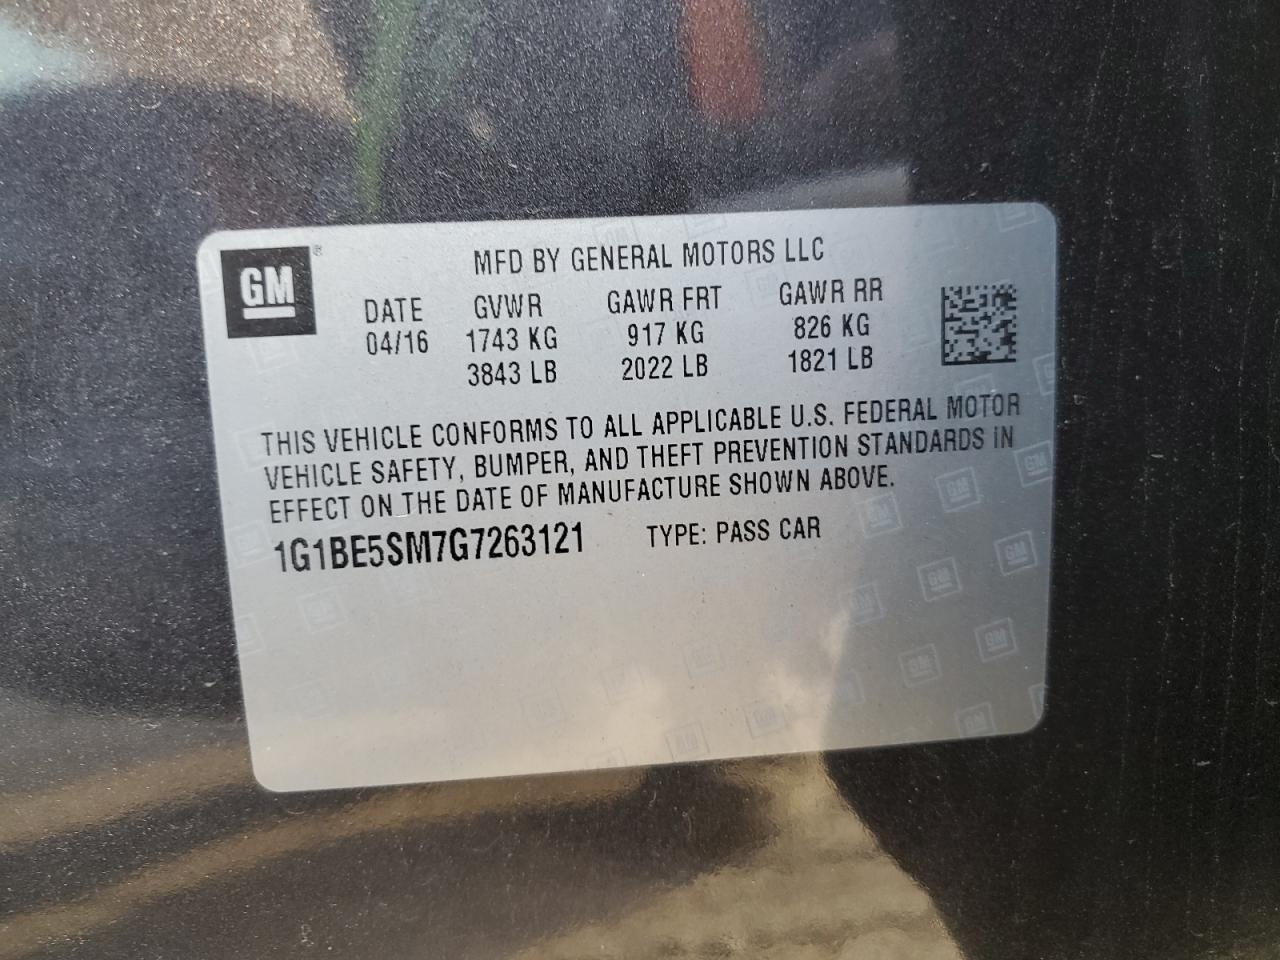 GM®
MFD BY GENERAL MOTORS LLC
DATE GVWR GAWR FRT GAWR RR
04/16 1743 KG 917 KG 826 KG
3843 LB 2022 LB 1821 LB
THIS VEHICLE CONFORMS TO ALL APPLICABLE U.S. FEDERAL MOTOR
VEHICLE SAFETY, BUMPER, AND THEFT PREVENTION STANDARDS IN
EFFECT ON THE DATE OF MANUFACTURE SHOWN ABOVE.
1G1BE5SM7G7263121 TYPE: PASS CAR